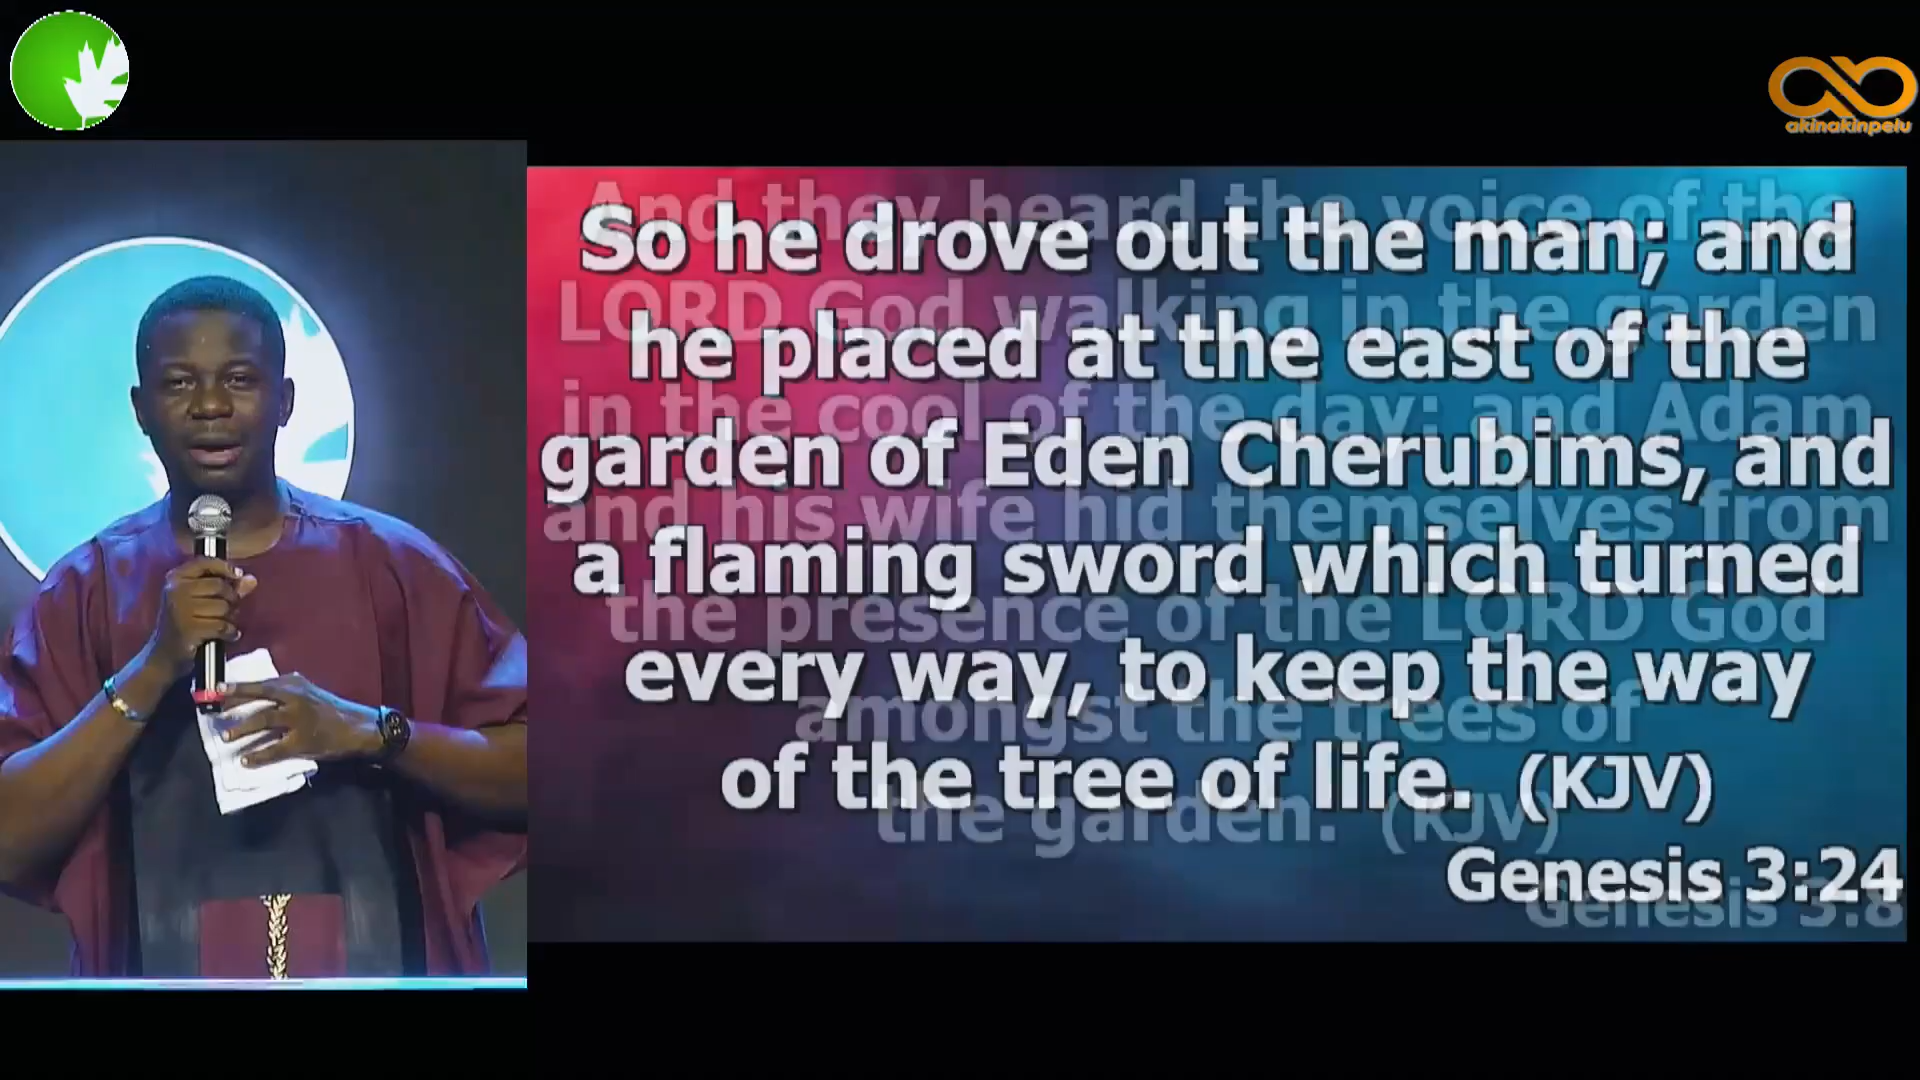 akinakinpelu
So he drove out the man; and
he placed at the east of the
garden of Eden Cherubims, and
a flaming sword which turned
every way, to keep the way
of the tree of life. (KJV)
Genesis 3:24
And they heard the voice of the
LORD God walking in the garden
in the cool of the day: and Adam
and his wife hid themselves from
the presence of the LORD God
amongst the trees of
the garden. (KJV)
Genesis 3:8